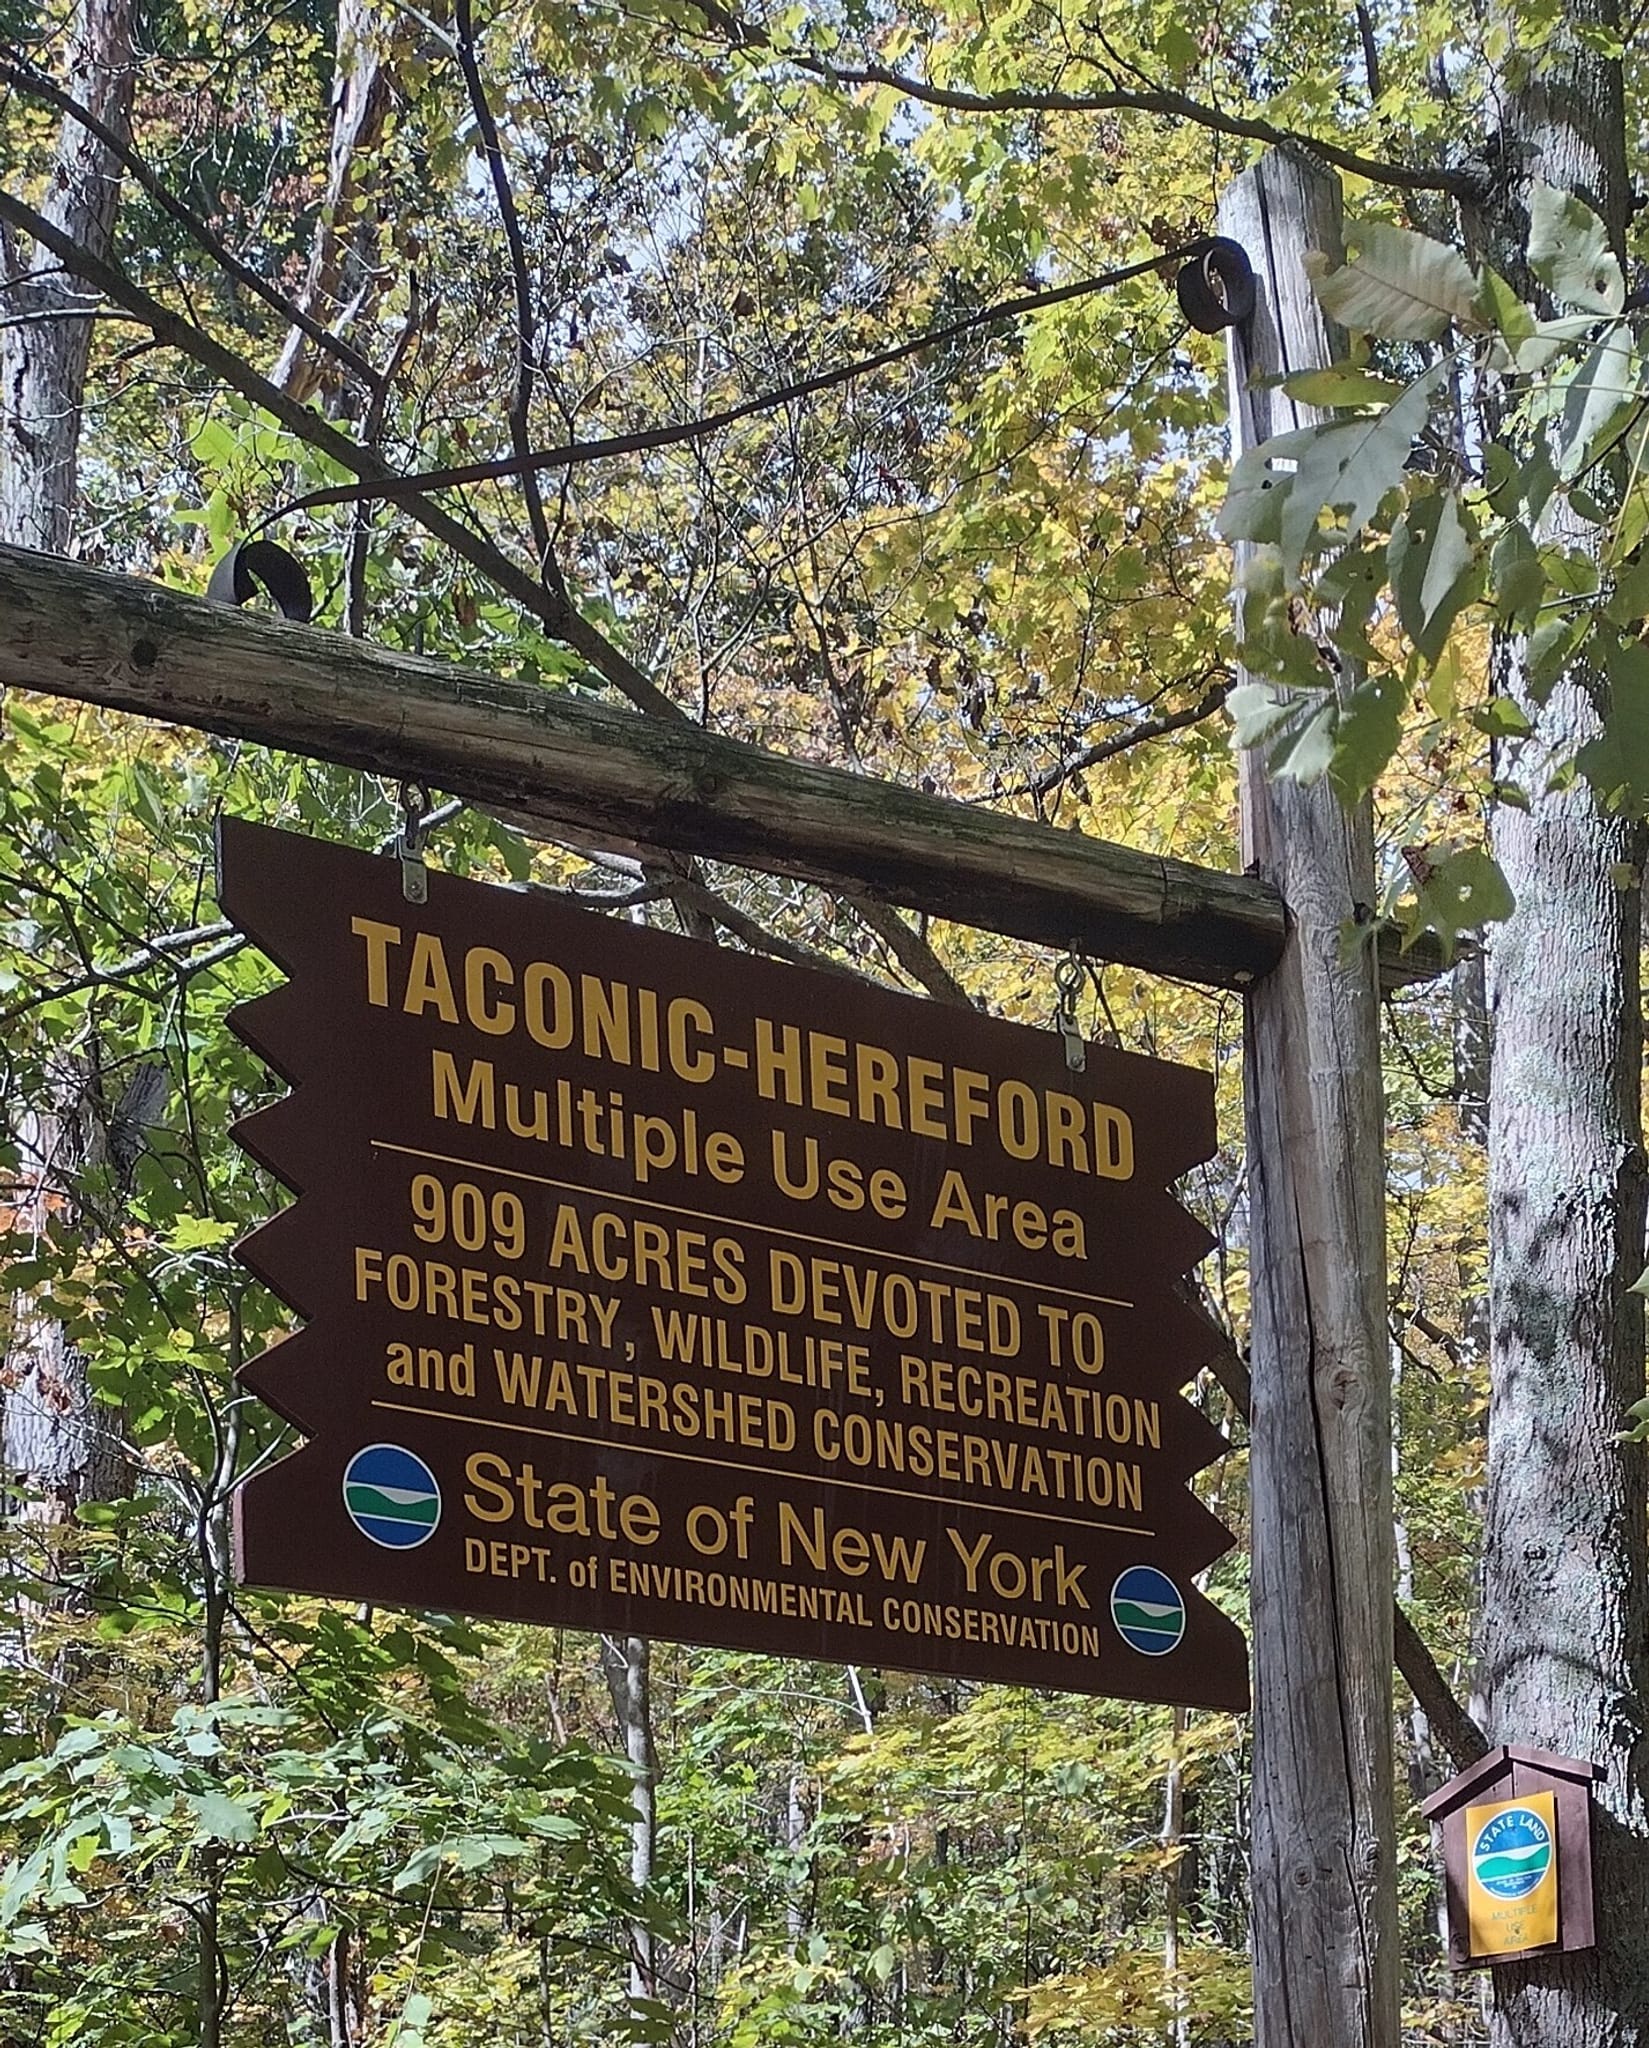 TACONIC-HEREFORD
Multiple Use Area
909 ACRES DEVOTED TO
FORESTRY, WILDLIFE, RECREATION
and WATERSHED CONSERVATION
State of New York
DEPT. of ENVIRONMENTAL CONSERVATION
STATE LAND
MULTIPLE
USE
AREA